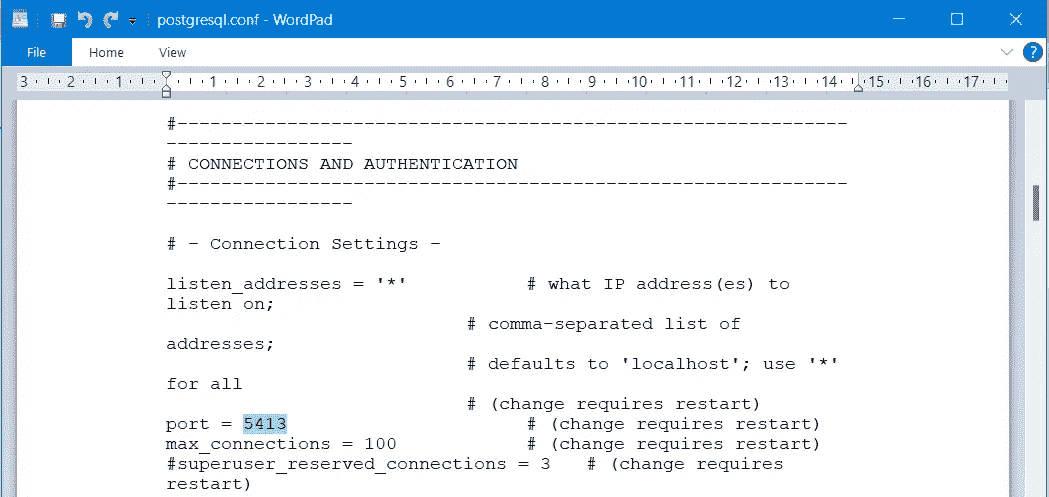 postgresql.conf - WordPad
File Home View
3 2 1 1 2 3 4 5 6 7 8 9 10 11 12 13 14 15 16 17
#--------------------------------------------------------------
-----------------
# CONNECTIONS AND AUTHENTICATION
#--------------------------------------------------------------
-----------------
# - Connection Settings -
listen_addresses = '*' # what IP address(es) to
listen on;
# comma-separated list of
addresses;
# defaults to 'localhost'; use '*'
for all
# (change requires restart)
port = 5413 # (change requires restart)
max_connections = 100 # (change requires restart)
#superuser_reserved_connections = 3 # (change requires
restart)